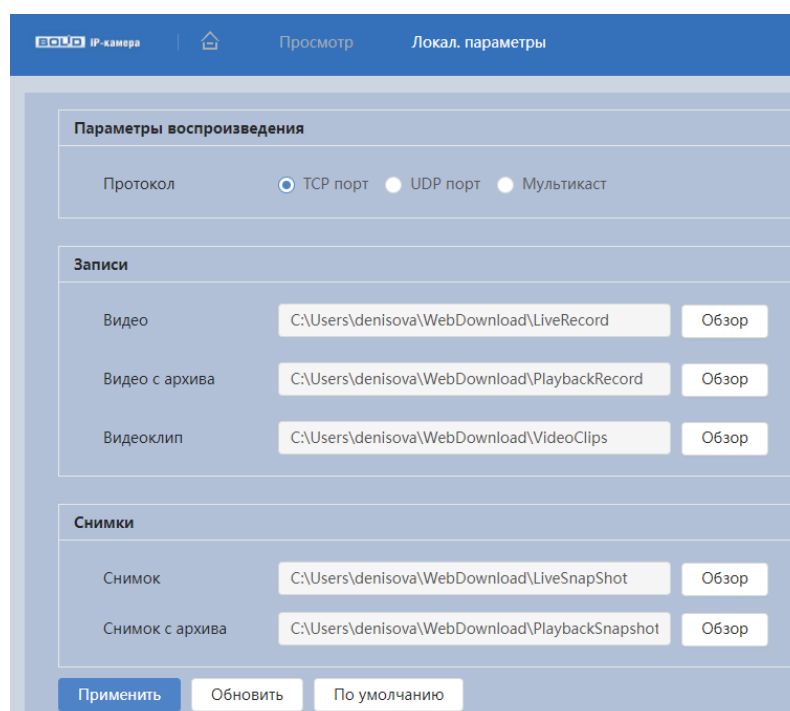 BOLID IP-камера Просмотр Локал. параметры
Параметры воспроизведения
Протокол TCP порт UDP порт Мультикаст
Записи
Видео C:\Users\denisova\WebDownload\LiveRecord Обзор
Видео с архива C:\Users\denisova\WebDownload\PlaybackRecord Обзор
Видеоклип C:\Users\denisova\WebDownload\VideoClips Обзор
Снимки
Снимок C:\Users\denisova\WebDownload\LiveSnapShot Обзор
Снимок с архива C:\Users\denisova\WebDownload\PlaybackSnapshot Обзор
Применить Обновить По умолчанию